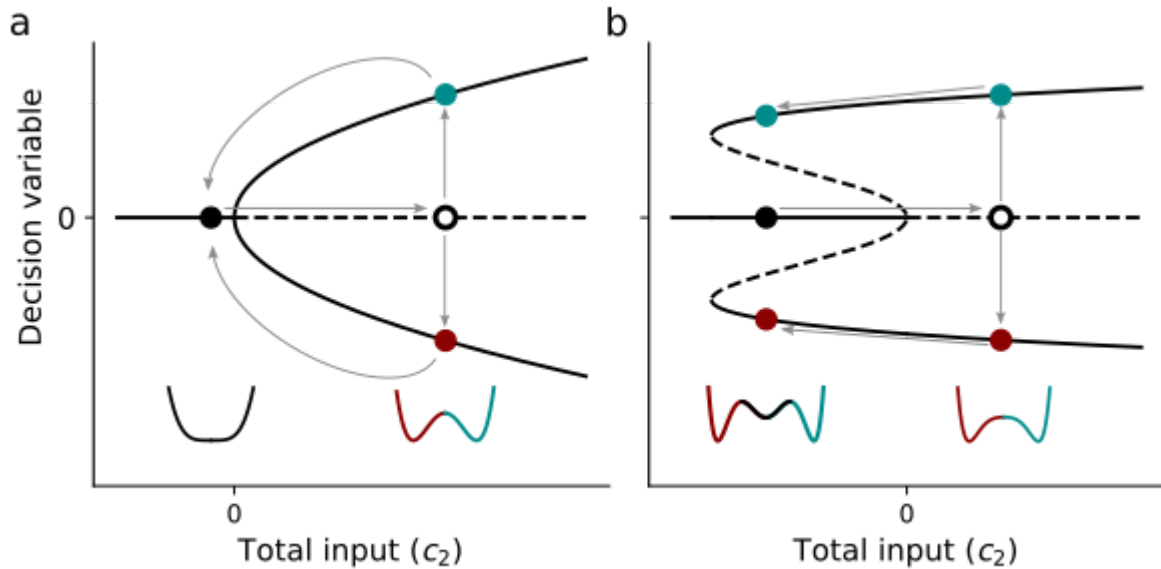 a
b
Decision variable
0
0
0
Total input (c₂)
Total input (c₂)